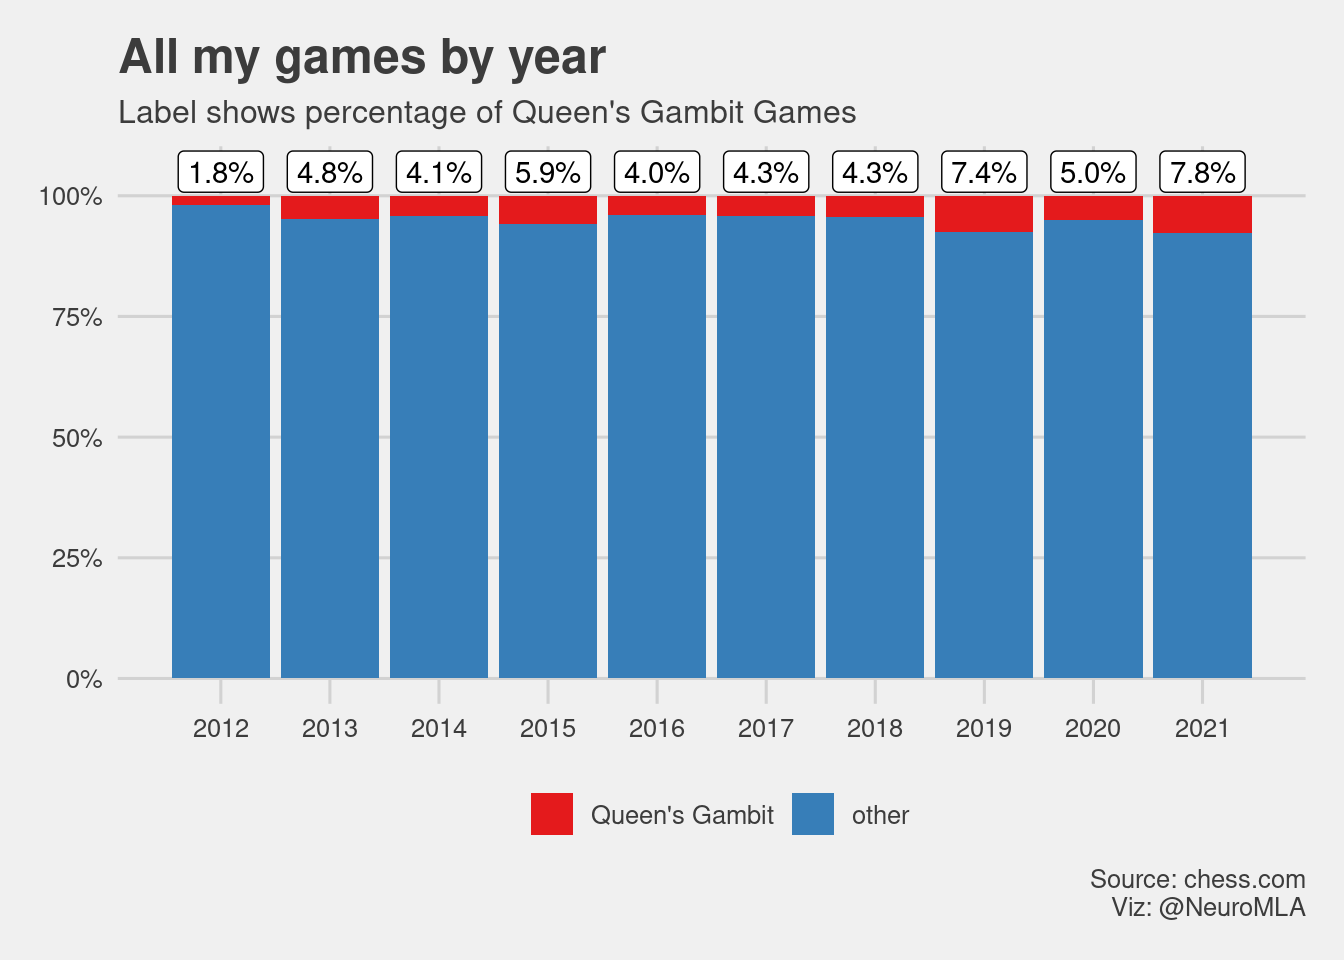 All my games by year
Label shows percentage of Queen's Gambit Games
1.8% 4.8% 4.1% 5.9% 4.0% 4.3% 4.3% 7.4% 5.0% 7.8%
100%
75%
50%
25%
0%
2012 2013 2014 2015 2016 2017 2018 2019 2020 2021
Queen's Gambit other
Source: chess.com
Viz: @NeuroMLA